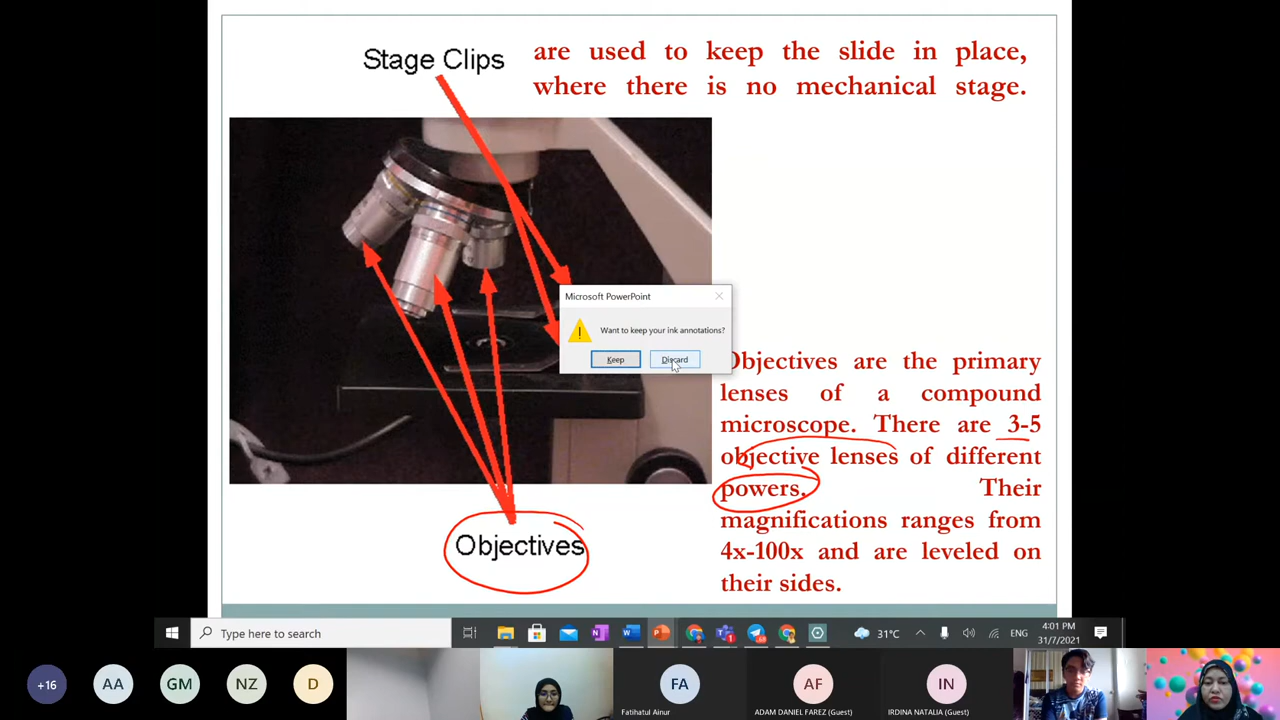 Stage Clips
are used to keep the slide in place,
where there is no mechanical stage.
Microsoft PowerPoint
Want to keep your ink annotations?
Keep
Discard
Objectives are the primary
lenses of a compound
microscope. There are 3-5
objective lenses of different
powers. Their
magnifications ranges from
4x-100x and are leveled on
their sides.
Objectives
Type here to search
31°C
ENG
4:01 PM
31/7/2021
+16
AA
GM
NZ
D
FA
Fatihatul Ainur
AF
ADAM DANIEL FAREZ (Guest)
IN
IRDINA NATALIA (Guest)